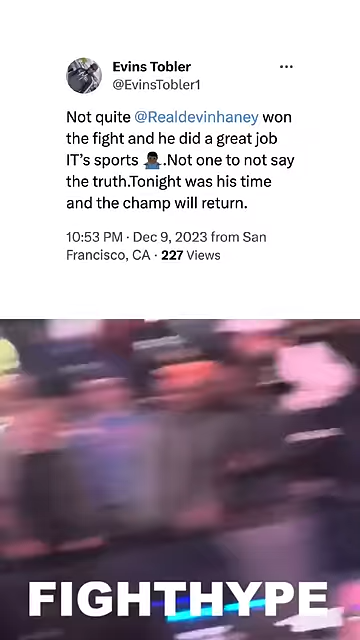 Evins Tobler
@EvinsTobler1
Not quite @Realdevinhaney won
the fight and he did a great job
IT's sports 🤷🏿‍♂️.Not one to not say
the truth.Tonight was his time
and the champ will return.
10:53 PM · Dec 9, 2023 from San
Francisco, CA · 227 Views
FIGHTHYPE